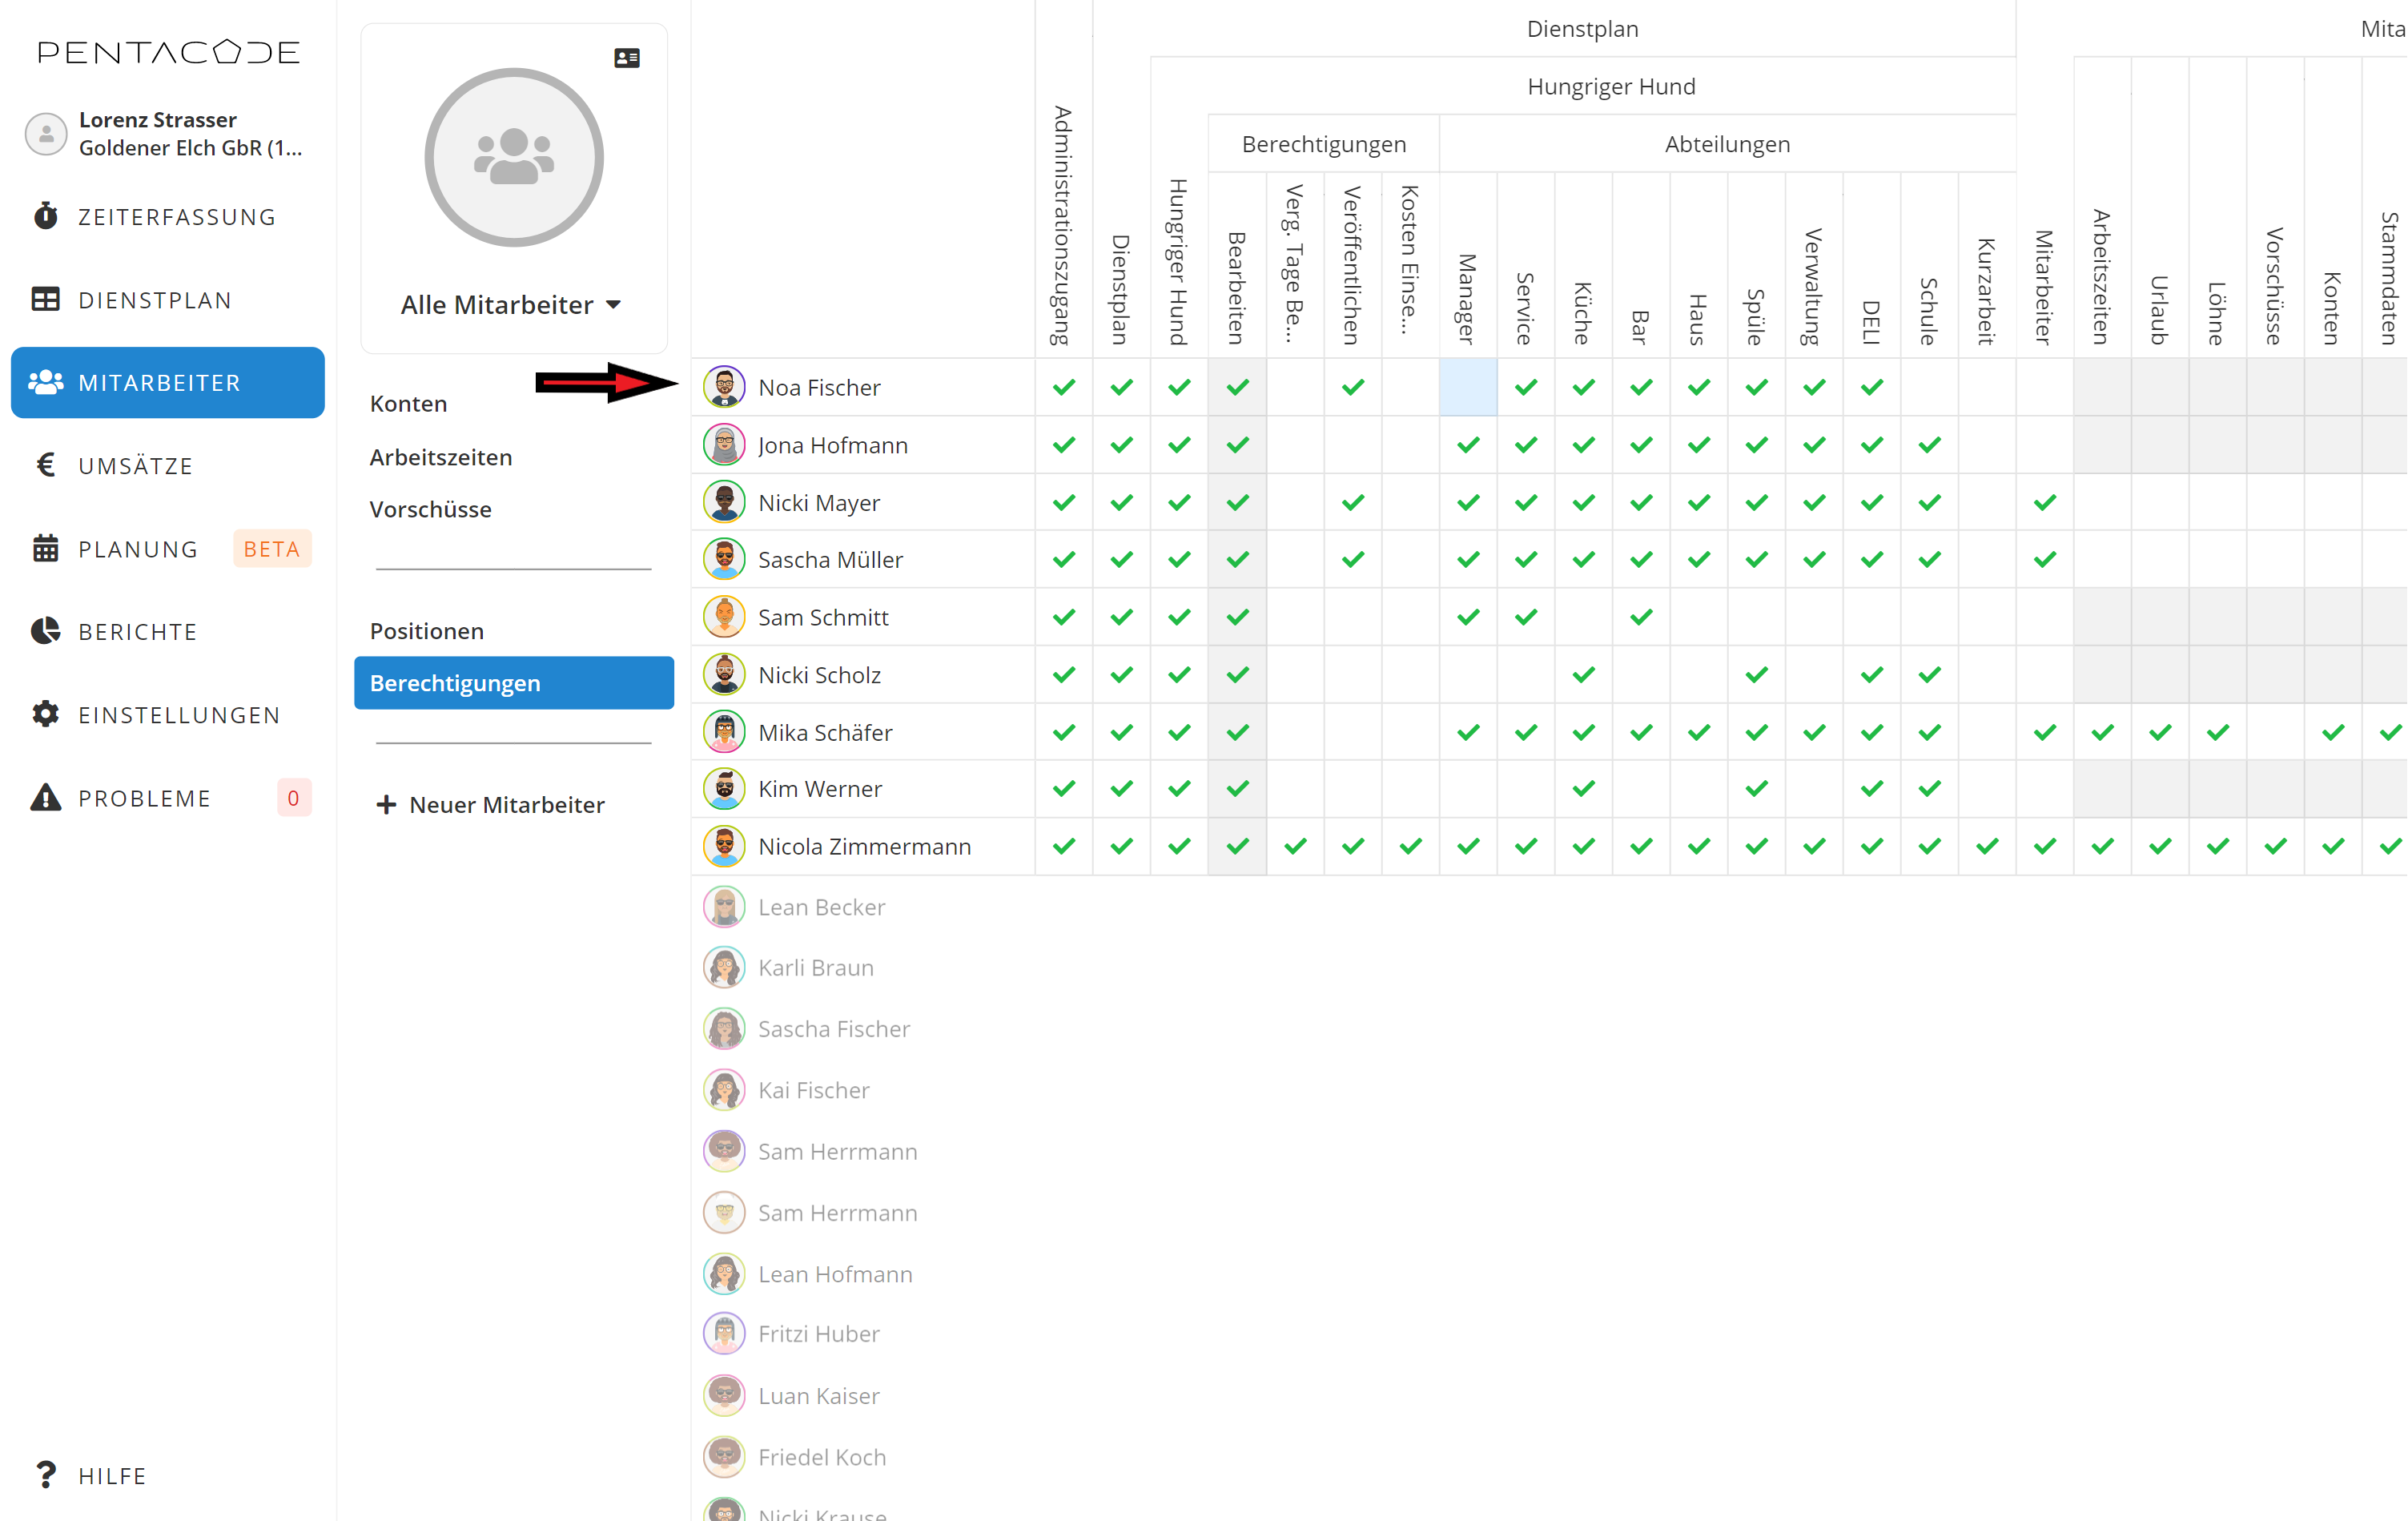 PENTACODE
Lorenz Strasser
Goldener Elch GbR (1...
ZEITERFASSUNG
DIENSTPLAN
MITARBEITER
UMSÄTZE
PLANUNG BETA
BERICHTE
EINSTELLUNGEN
PROBLEME 0
HILFE
Alle Mitarbeiter
Konten
Arbeitszeiten
Vorschüsse
Positionen
Berechtigungen
+ Neuer Mitarbeiter
Dienstplan
Mita
Hungriger Hund
Berechtigungen
Abteilungen
Administrationszugang
Dienstplan
Hungriger Hund
Bearbeiten
Verg. Tage Be...
Veröffentlichen
Kosten Einse...
Manager
Service
Küche
Bar
Haus
Spüle
Verwaltung
DELI
Schule
Kurzarbeit
Mitarbeiter
Arbeitszeiten
Urlaub
Löhne
Vorschüsse
Konten
Stammdaten
Noa Fischer
Jona Hofmann
Nicki Mayer
Sascha Müller
Sam Schmitt
Nicki Scholz
Mika Schäfer
Kim Werner
Nicola Zimmermann
Lean Becker
Karli Braun
Sascha Fischer
Kai Fischer
Sam Herrmann
Sam Herrmann
Lean Hofmann
Fritzi Huber
Luan Kaiser
Friedel Koch
Nicki Krause